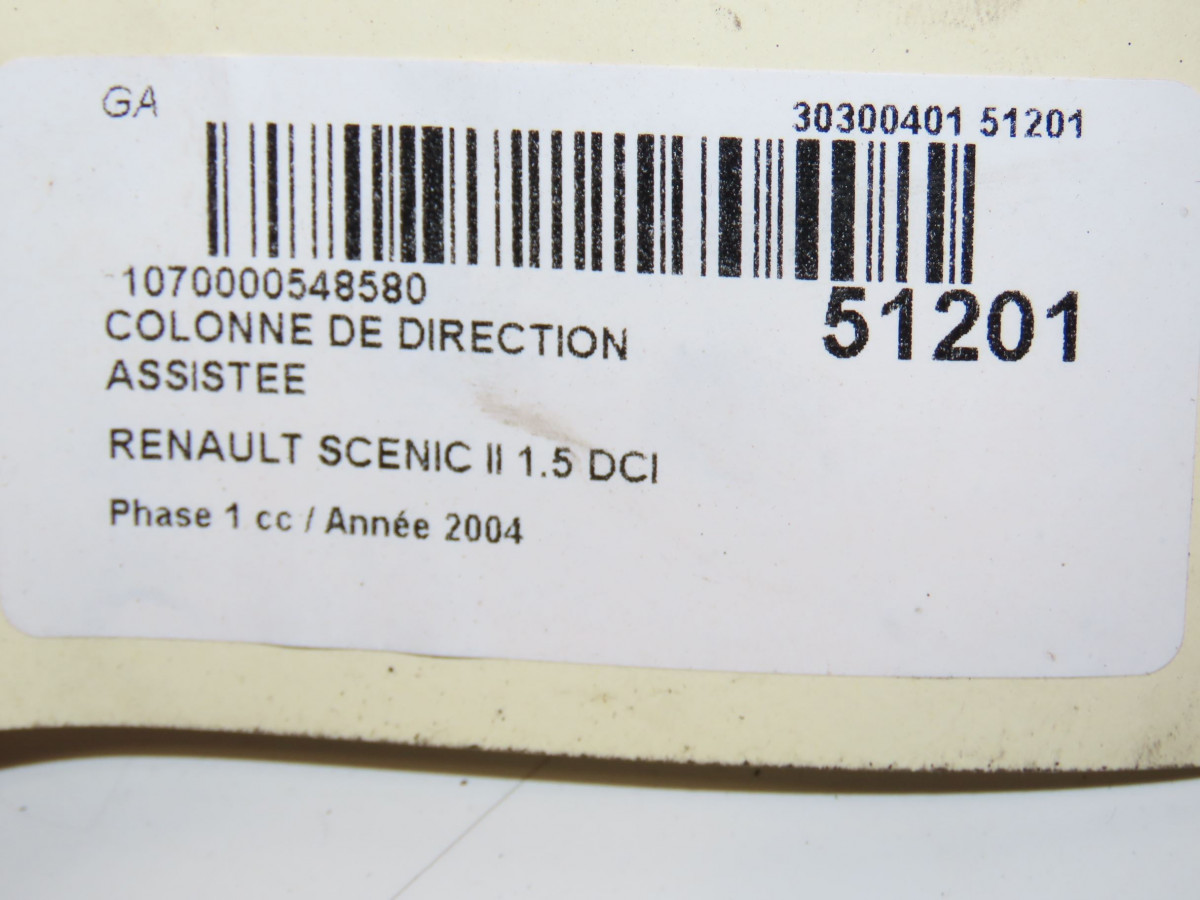 GA
30300401 51201
1070000548580
51201
COLONNE DE DIRECTION
ASSISTEE
RENAULT SCENIC II 1.5 DCI
Phase 1 cc / Année 2004